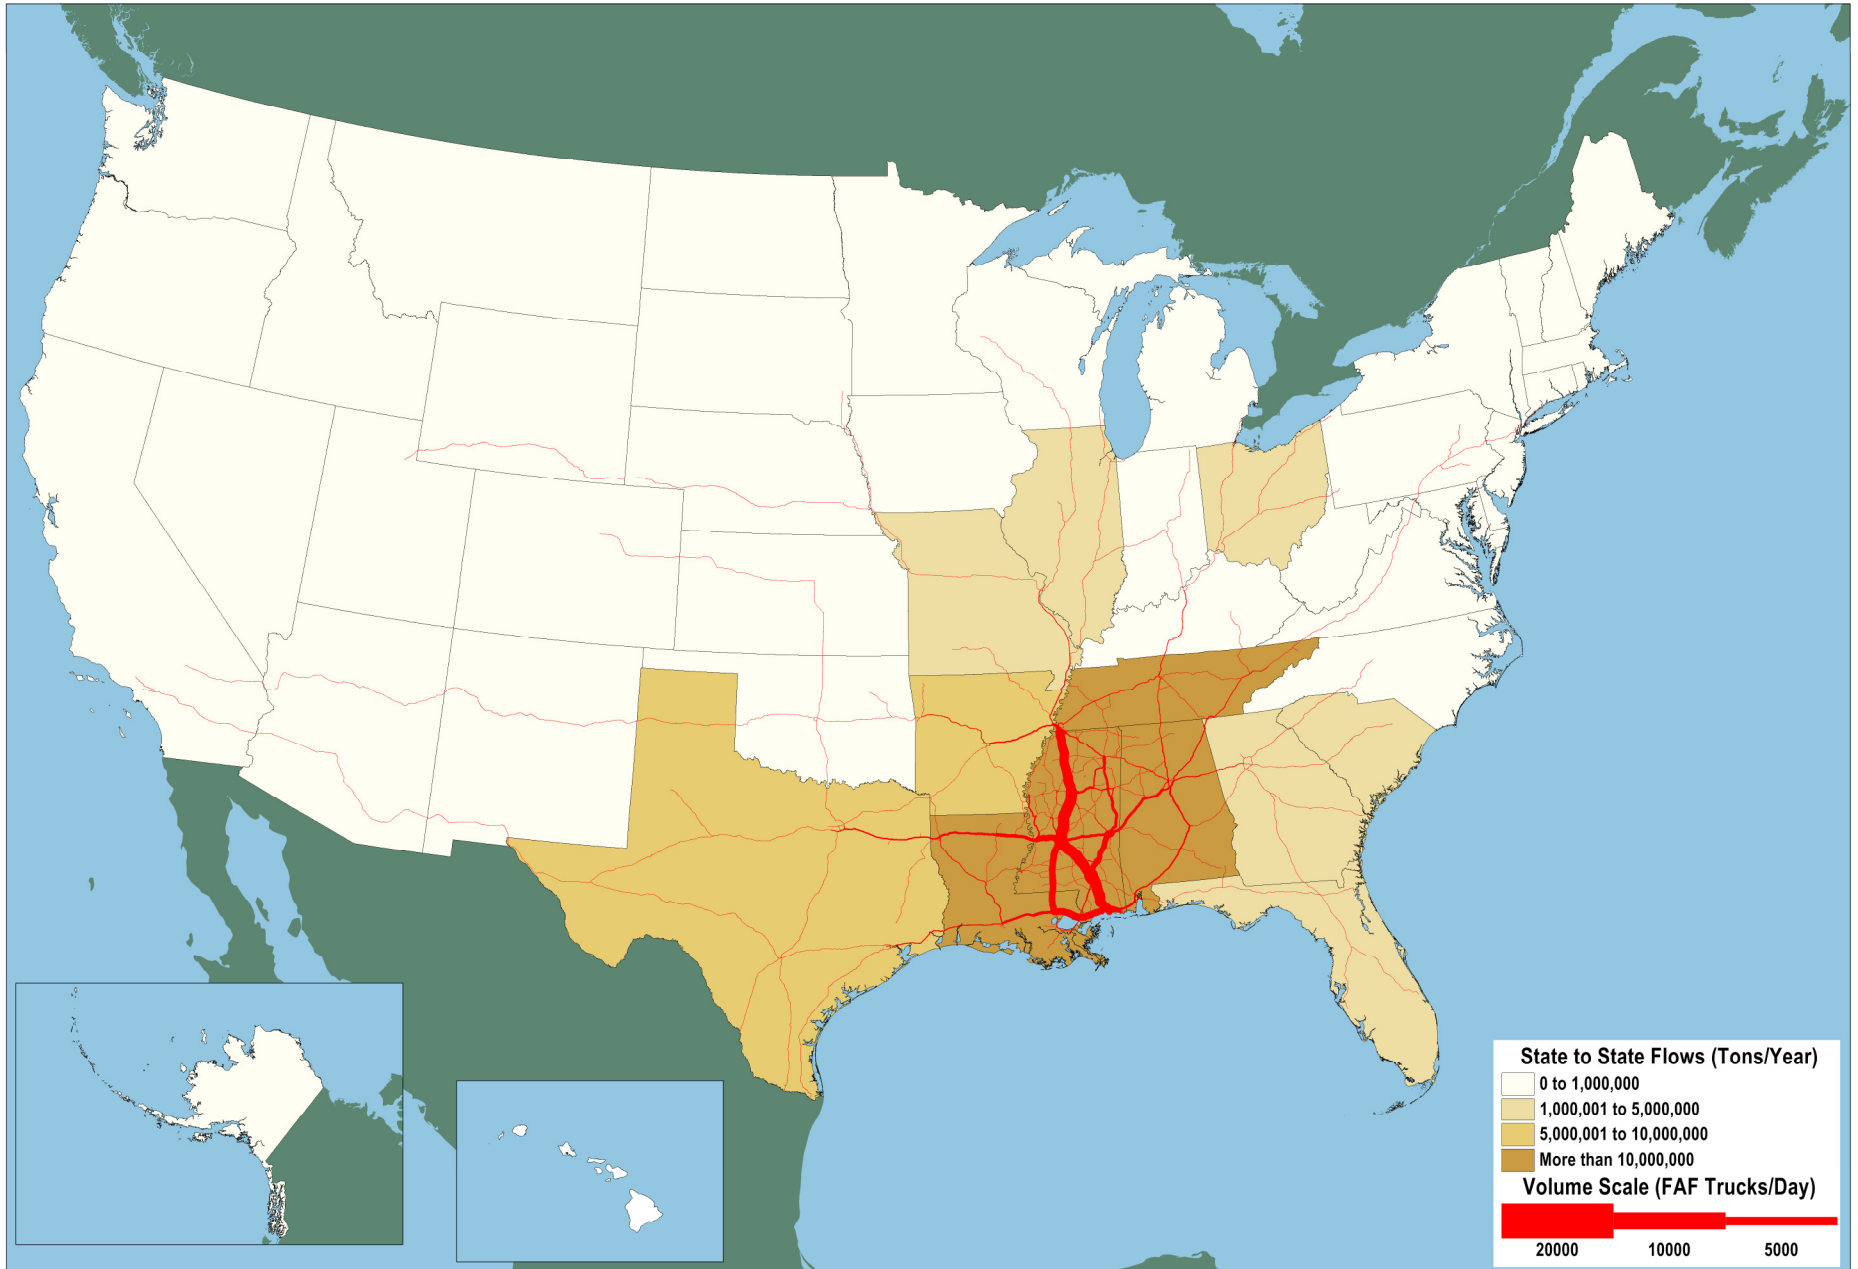 State to State Flows (Tons/Year)
0 to 1,000,000
1,000,001 to 5,000,000
5,000,001 to 10,000,000
More than 10,000,000
Volume Scale (FAF Trucks/Day)
20000 10000 5000